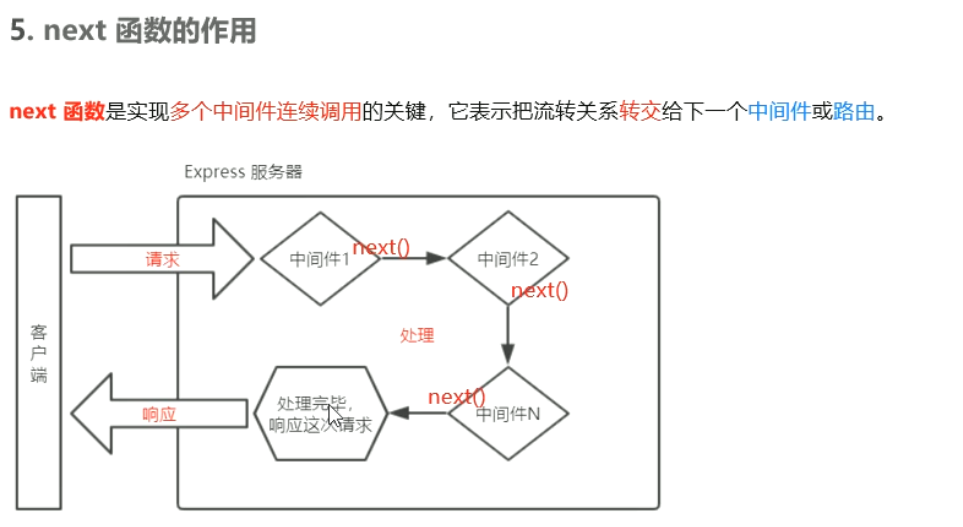 5. next 函数的作用
next 函数是实现多个中间件连续调用的关键，它表示把流转关系转交给下一个中间件或路由。
Express 服务器
客户端
请求
中间件1
next()
中间件2
next()
处理
中间件N
next()
处理完毕，
响应这次请求
响应